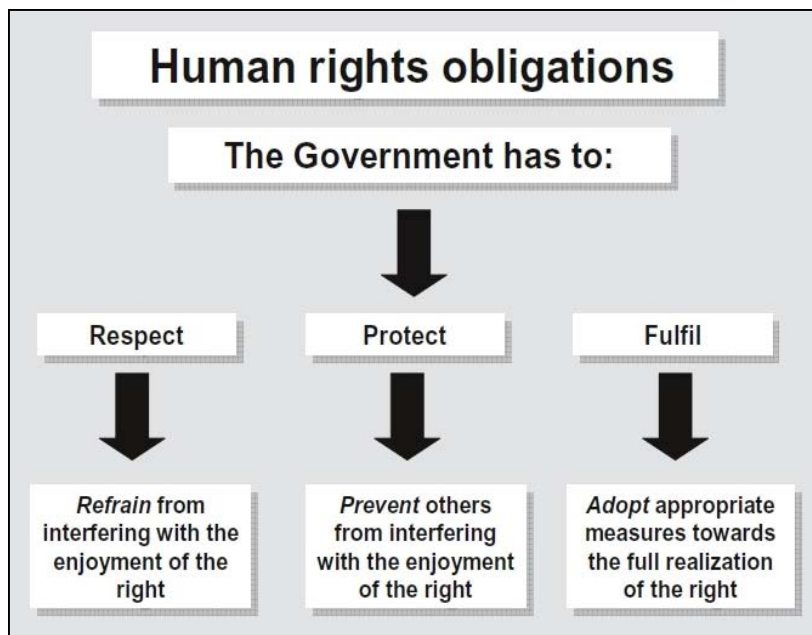 Human rights obligations
The Government has to:
Respect
Protect
Fulfil
Refrain from
interfering with the
enjoyment of the
right
Prevent others
from interfering
with the enjoyment
of the right
Adopt appropriate
measures towards
the full realization
of the right